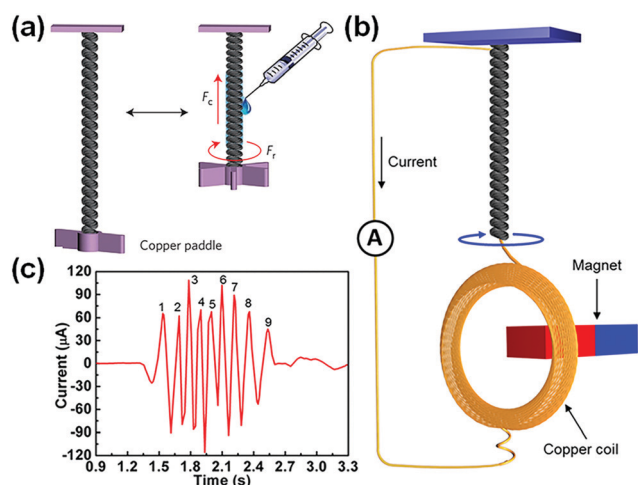 (a)
F_c
F_r
Copper paddle
(b)
Current
A
Magnet
Copper coil
(c)
Current (μA)
120
90
60
30
0
-30
-60
-90
-120
1
2
3
4
5
6
7
8
9
0.9 1.2 1.5 1.8 2.1 2.4 2.7 3.0 3.3
Time (s)